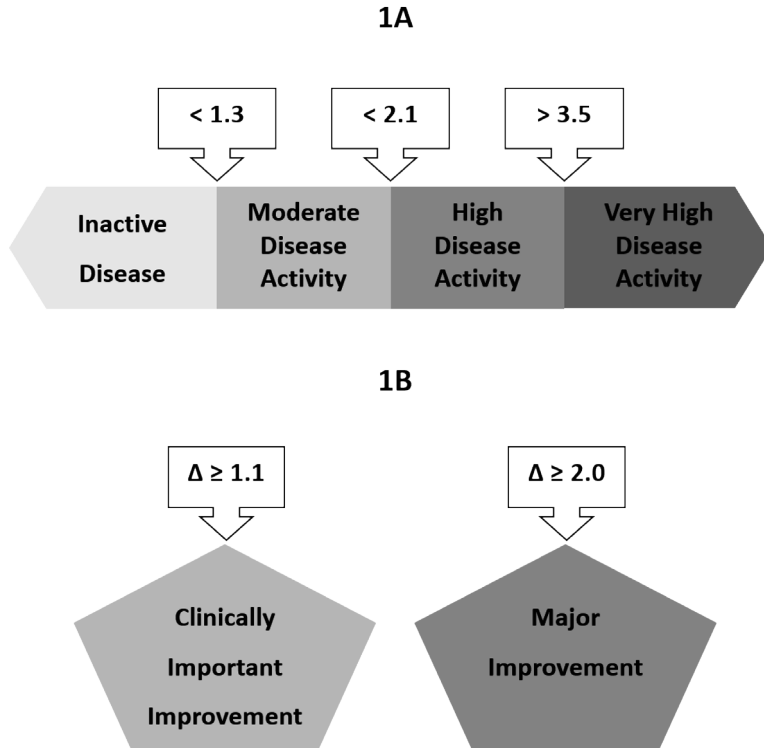 1A
< 1.3
< 2.1
> 3.5
Inactive
Disease
Moderate
Disease
Activity
High
Disease
Activity
Very High
Disease
Activity
1B
Δ ≥ 1.1
Δ ≥ 2.0
Clinically
Important
Improvement
Major
Improvement